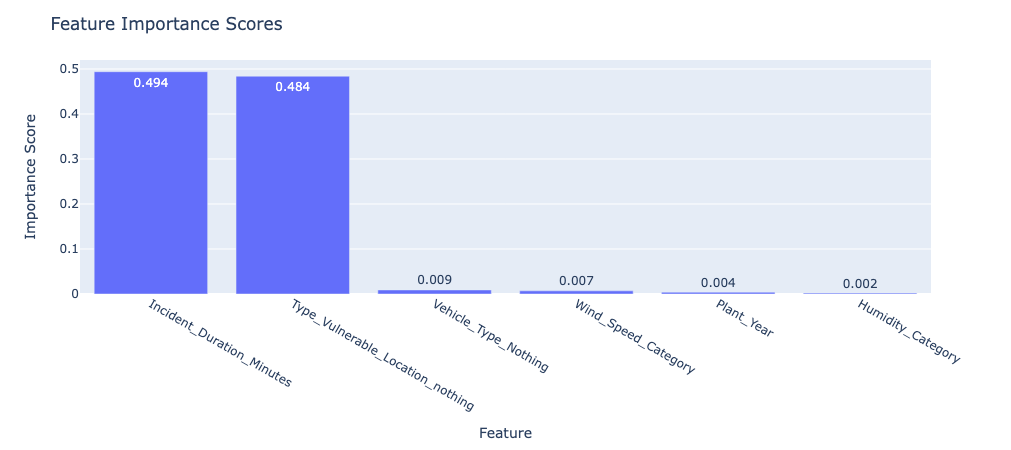 Feature Importance Scores
Importance Score
0.5
0.4
0.3
0.2
0.1
0
0.494
0.484
0.009
0.007
0.004
0.002
Incident_Duration_Minutes
Type_Vulnerable_Location_nothing
Vehicle_Type_Nothing
Wind_Speed_Category
Plant_Year
Humidity_Category
Feature